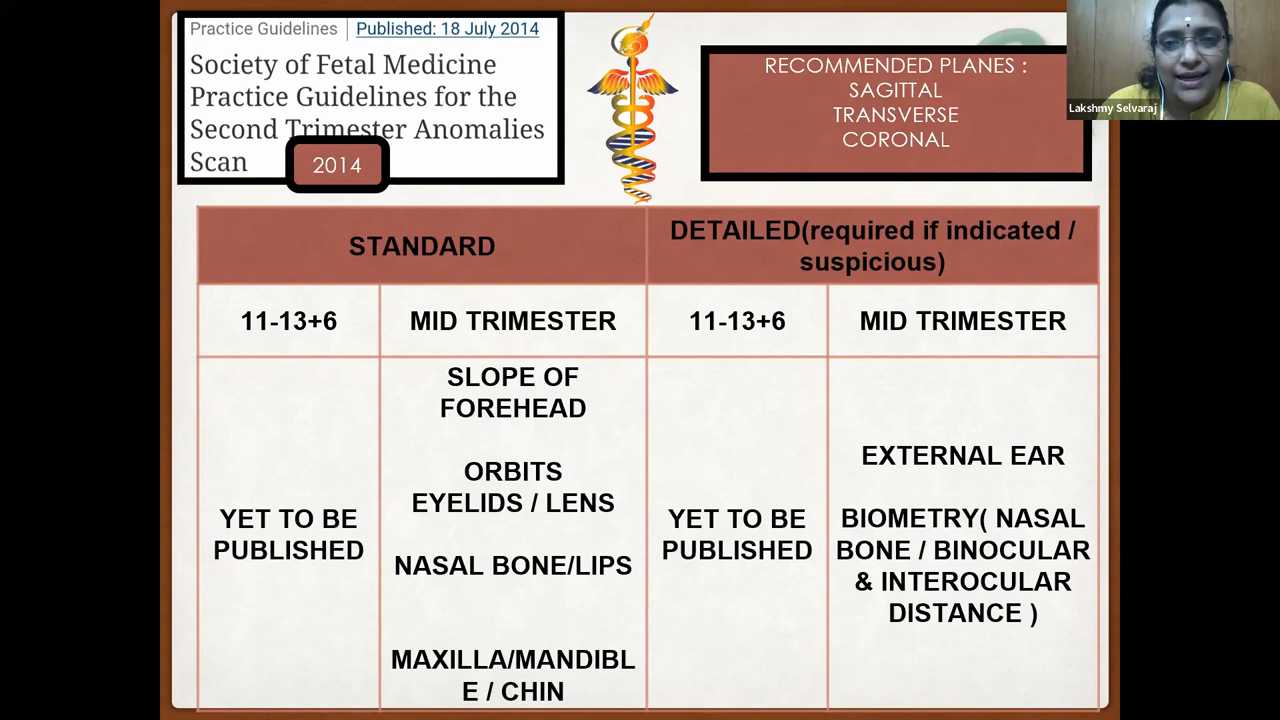 Practice Guidelines | Published: 18 July 2014
Society of Fetal Medicine
Practice Guidelines for the
Second Trimester Anomalies
Scan
2014
RECOMMENDED PLANES :
SAGITTAL
TRANSVERSE
CORONAL
Lakshmy Selvaraj
STANDARD
DETAILED(required if indicated /
suspicious)
11-13+6
MID TRIMESTER
11-13+6
MID TRIMESTER
YET TO BE
PUBLISHED
SLOPE OF
FOREHEAD
ORBITS
EYELIDS / LENS
NASAL BONE/LIPS
MAXILLA/MANDIBL
E / CHIN
YET TO BE
PUBLISHED
EXTERNAL EAR
BIOMETRY( NASAL
BONE / BINOCULAR
& INTEROCULAR
DISTANCE )